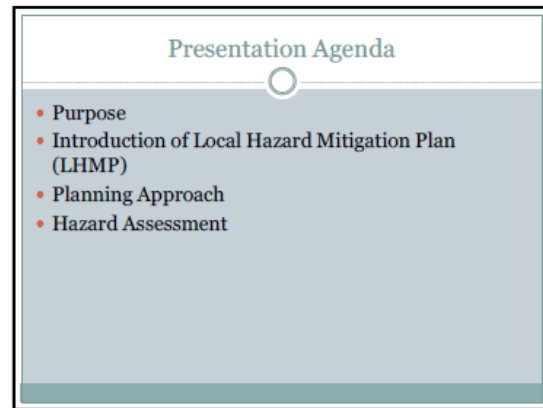 Presentation Agenda
• Purpose
• Introduction of Local Hazard Mitigation Plan
(LHMP)
• Planning Approach
• Hazard Assessment